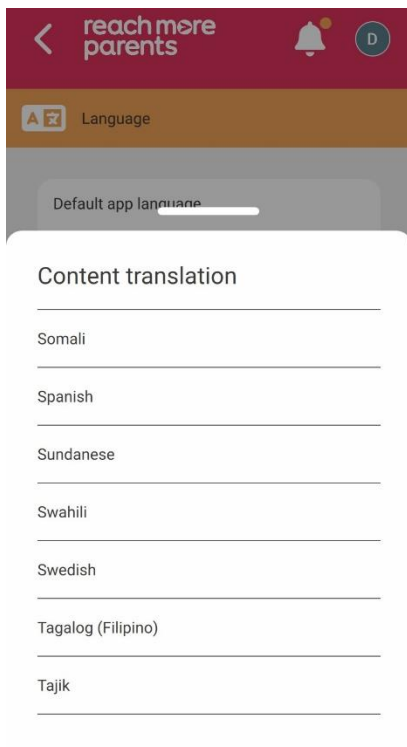 reach more
parents
D
A
Language
Default app language
Content translation
Somali
Spanish
Sundanese
Swahili
Swedish
Tagalog (Filipino)
Tajik